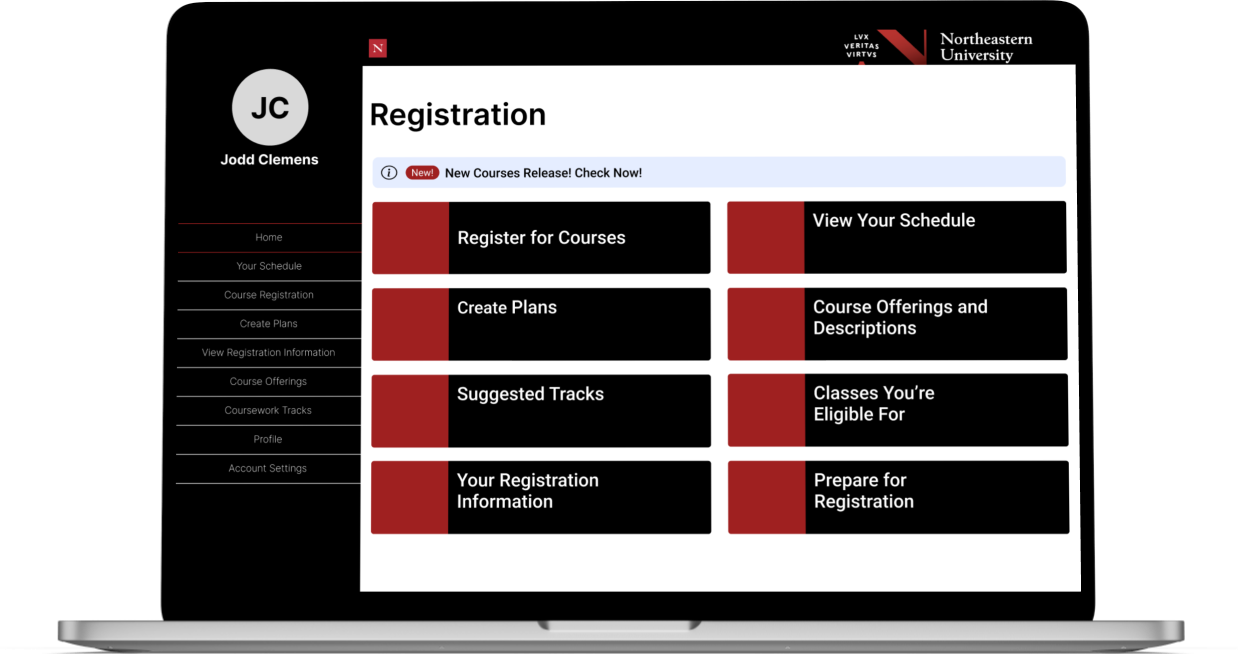 N
LVX
VERITAS
VIRTVS
Northeastern
University
JC
Jodd Clemens
Home
Your Schedule
Course Registration
Create Plans
View Registration Information
Course Offerings
Coursework Tracks
Profile
Account Settings
Registration
i New! New Courses Release! Check Now!
Register for Courses
View Your Schedule
Create Plans
Course Offerings and
Descriptions
Suggested Tracks
Classes You’re
Eligible For
Your Registration
Information
Prepare for
Registration